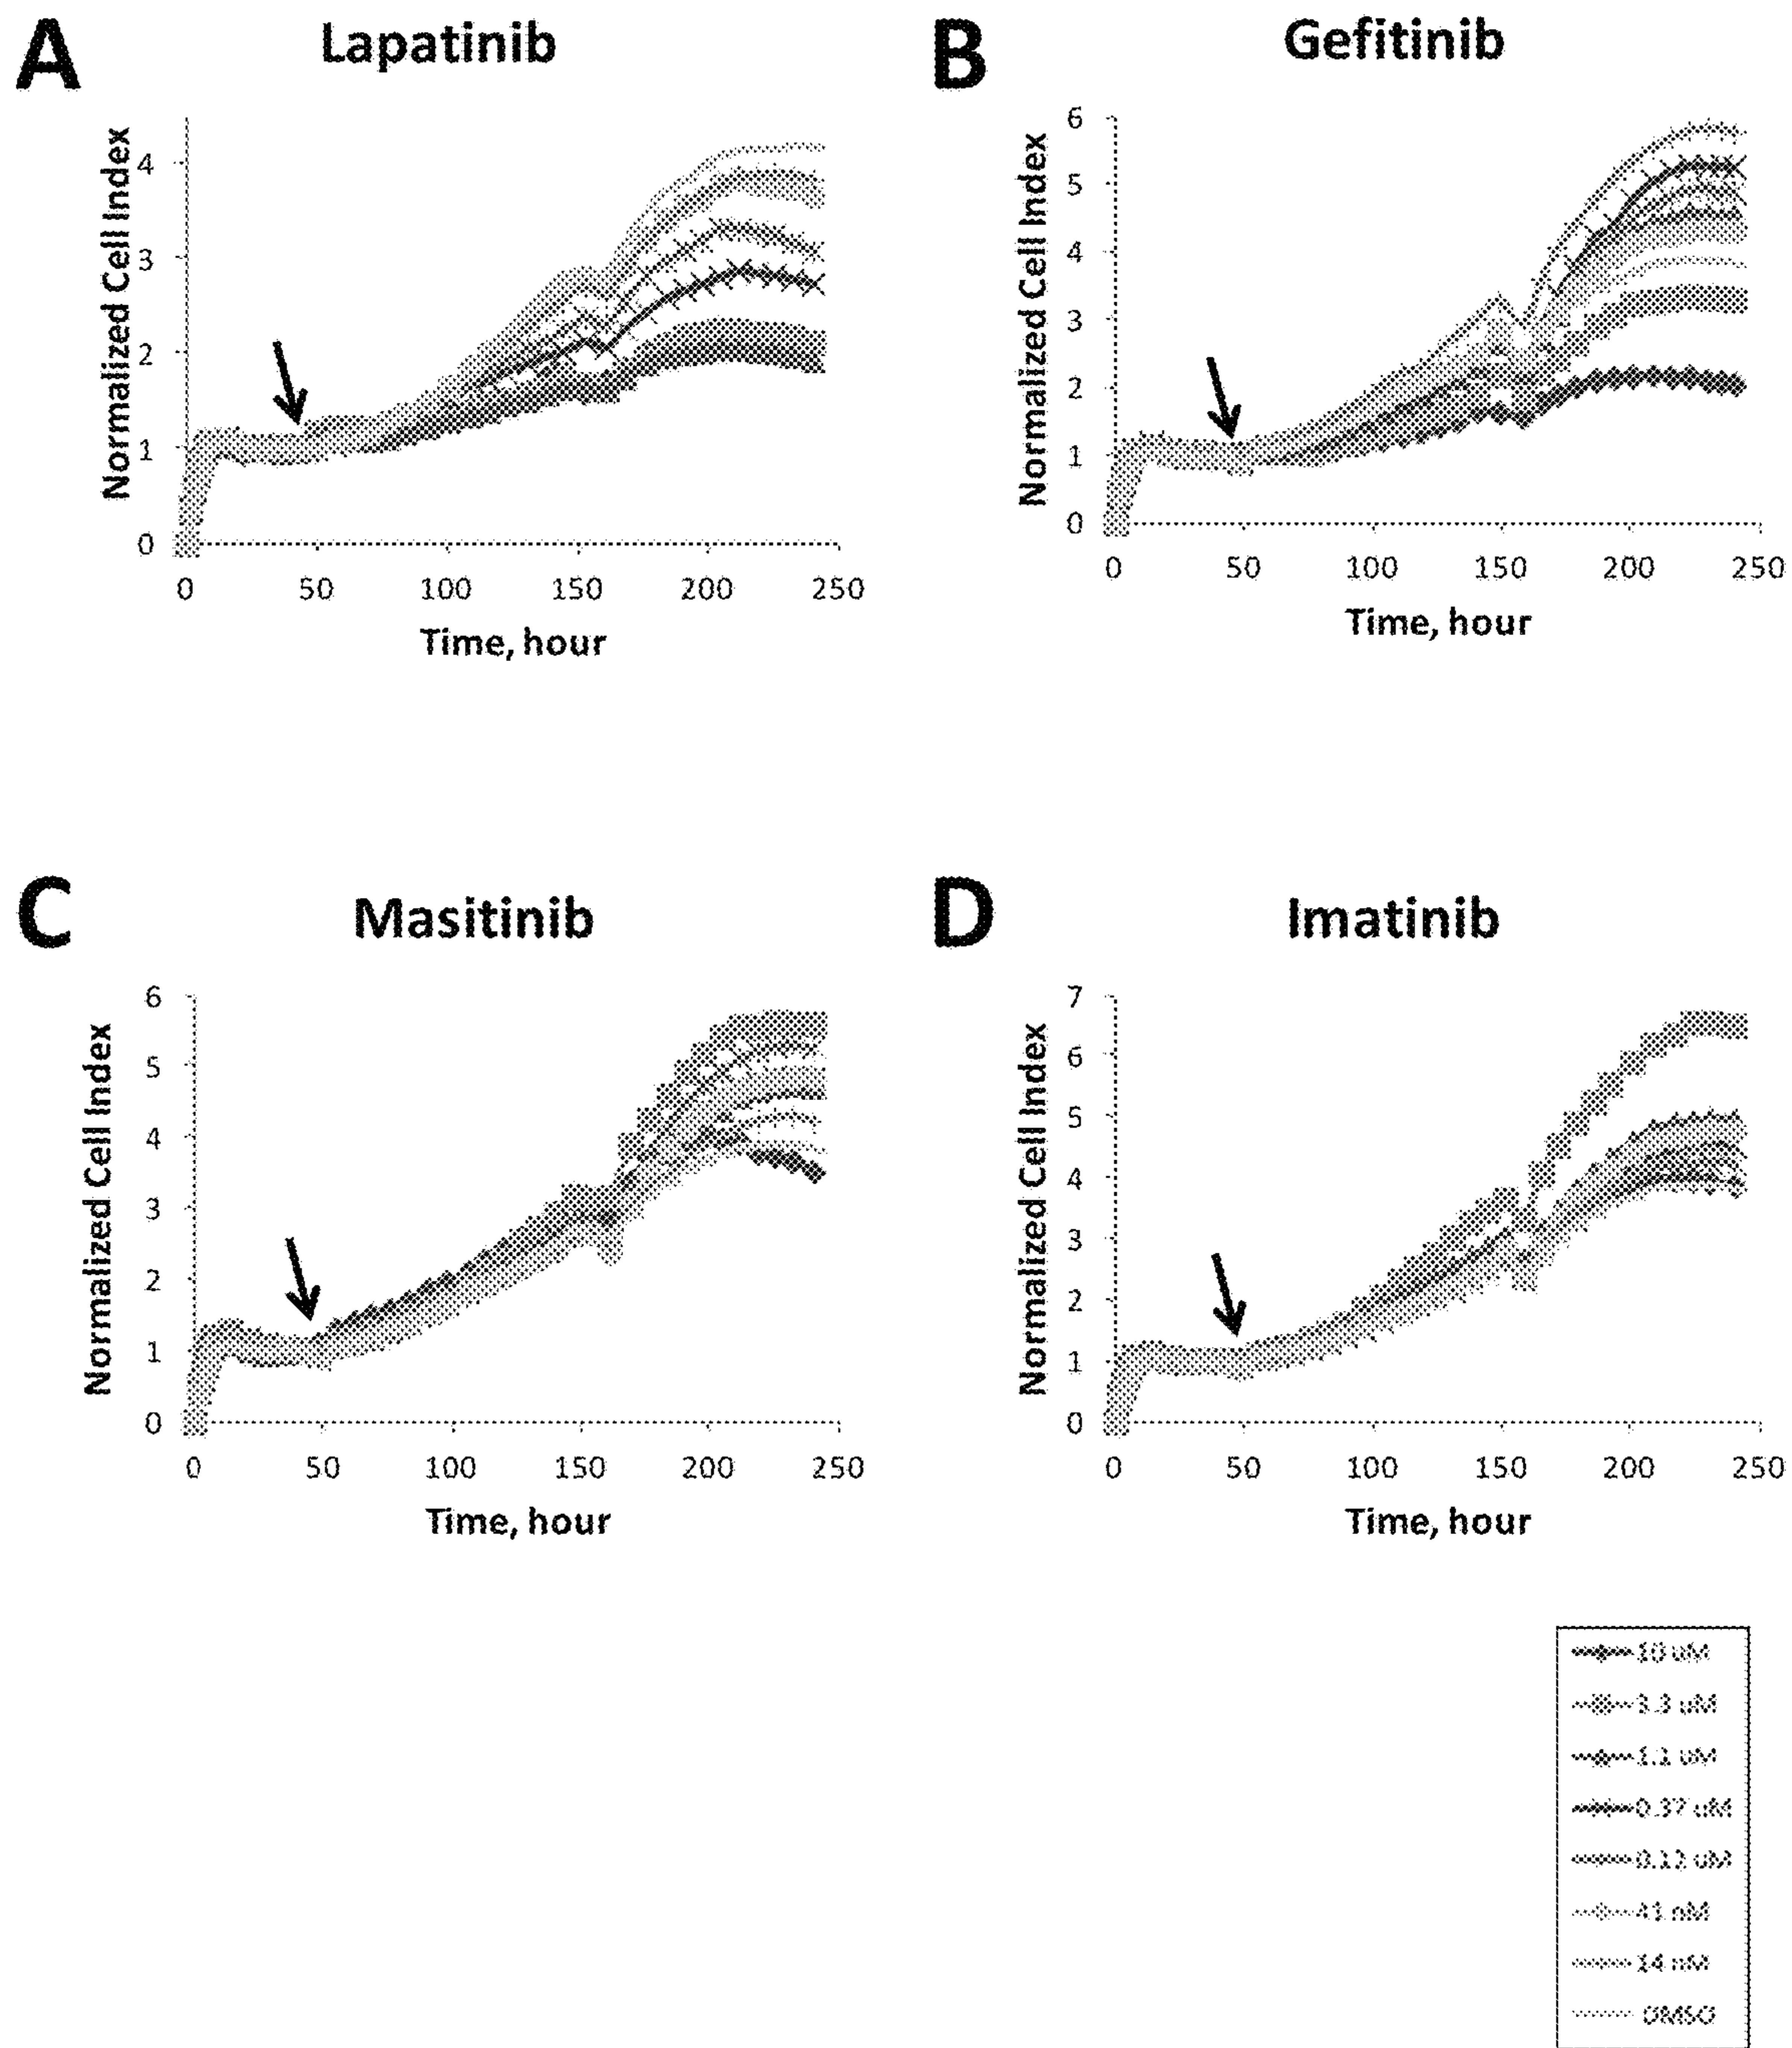 A
Lapatinib
Normalized Cell Index
4
3
2
1
0
0 50 100 150 200 250
Time, hour
B
Gefitinib
Normalized Cell Index
6
5
4
3
2
1
0
0 50 100 150 200 250
Time, hour
C
Masitinib
Normalized Cell Index
6
5
4
3
2
1
0
0 50 100 150 200 250
Time, hour
D
Imatinib
Normalized Cell Index
7
6
5
4
3
2
1
0
0 50 100 150 200 250
Time, hour
10 uM
3.3 uM
1.1 uM
0.37 uM
0.12 uM
41 nM
14 nM
DMSO